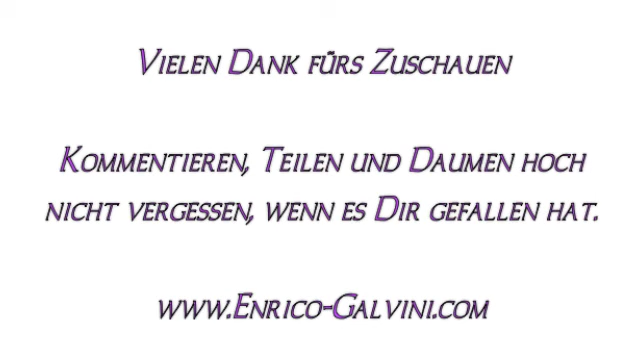 Vielen Dank fürs Zuschauen
Kommentieren, Teilen und Daumen hoch
nicht vergessen, wenn es Dir gefallen hat.
www.Enrico-Galvini.com